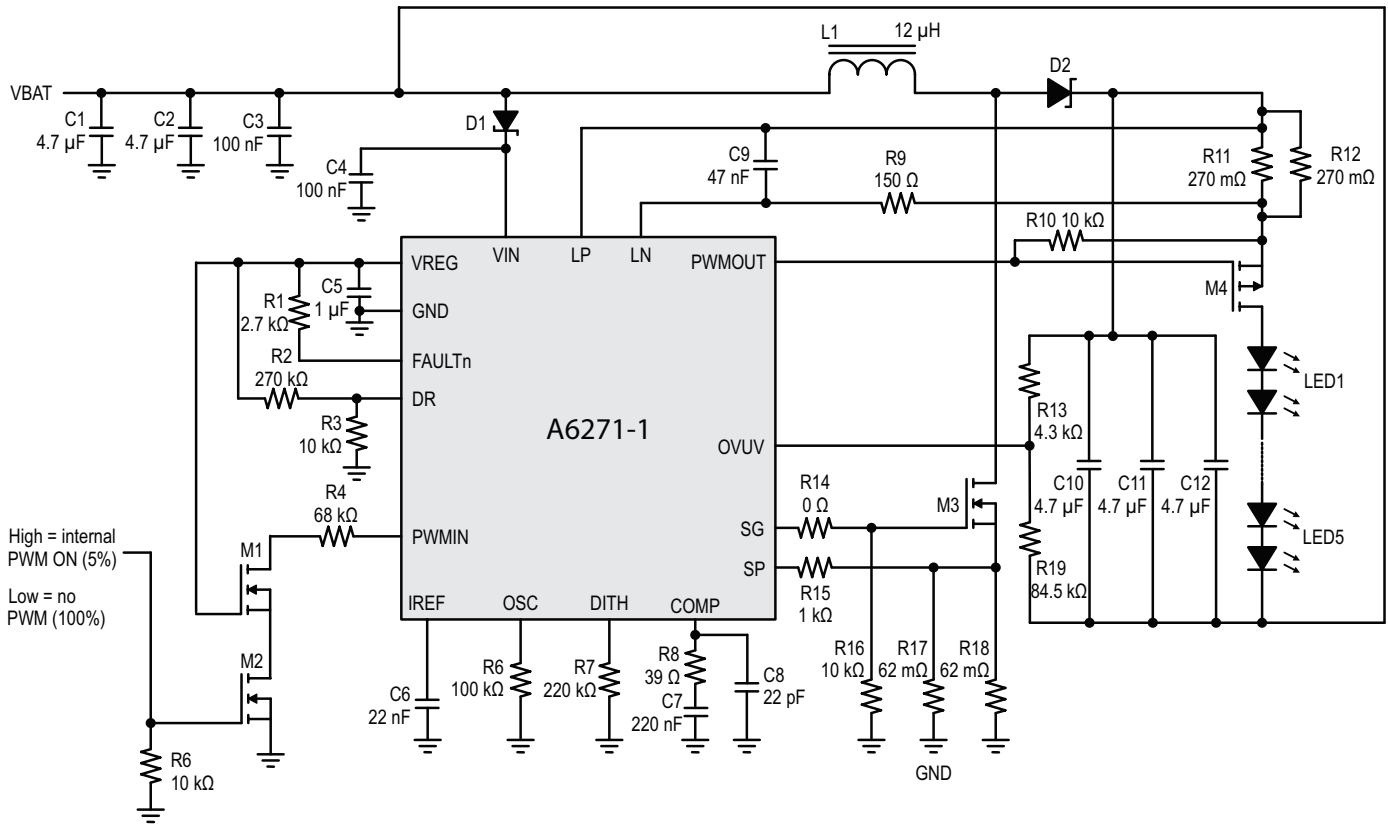 L1
12 µH
D2
VBAT
C1
4.7 µF
C2
4.7 µF
C3
100 nF
D1
C4
100 nF
C9
47 nF
R9
150 Ω
R11
270 mΩ
R12
270 mΩ
R10 10 kΩ
VREG
VIN
LP
LN
PWMOUT
M4
C5
1 µF
GND
R1
2.7 kΩ
FAULTn
R2
270 kΩ
DR
R3
10 kΩ
A6271-1
OVUV
R13
4.3 kΩ
LED1
C10
4.7 µF
C11
4.7 µF
C12
4.7 µF
LED5
R14
0 Ω
M3
SG
R4
68 kΩ
PWMIN
SP
R15
1 kΩ
R19
84.5 kΩ
High = internal
PWM ON (5%)
Low = no
PWM (100%)
M1
M2
IREF
OSC
DITH
COMP
R16
10 kΩ
R17
62 mΩ
R18
62 mΩ
C6
22 nF
R6
100 kΩ
R7
220 kΩ
R8
39 Ω
C7
220 nF
C8
22 pF
R6
10 kΩ
GND